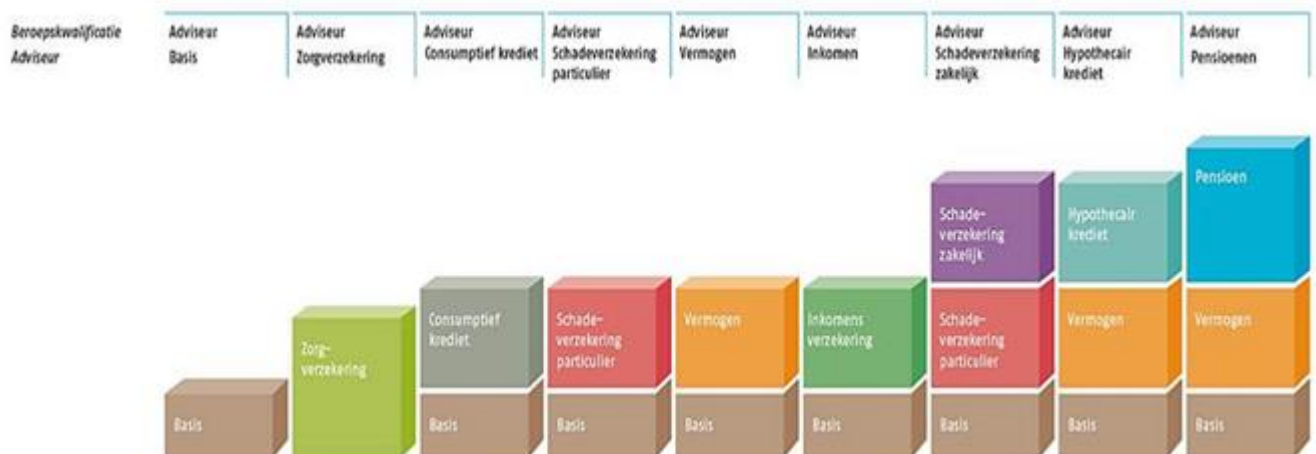 Beroepskwalificatie
Adviseur
Adviseur
Basis
Adviseur
Zorgverzekering
Adviseur
Consumptief krediet
Adviseur
Schadeverzekering
particulier
Adviseur
Vermogen
Adviseur
Inkomen
Adviseur
Schadeverzekering
zakelijk
Adviseur
Hypothecair
krediet
Adviseur
Pensioenen
Basis
Zorg-
verzekering
Consumptief
krediet
Basis
Schade-
verzekering
particulier
Basis
Vermogen
Basis
Inkomens
verzekering
Basis
Schade-
verzekering
zakelijk
Schade-
verzekering
particulier
Basis
Hypothecair
krediet
Vermogen
Basis
Pensioen
Vermogen
Basis